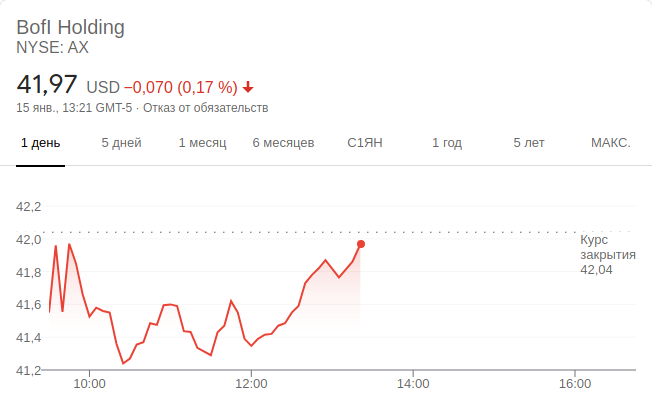 BofI Holding
NYSE: AX
41,97 USD −0,070 (0,17 %)
15 янв., 13:21 GMT-5 · Отказ от обязательств
1 день 5 дней 1 месяц 6 месяцев С1ЯН 1 год 5 лет МАКС.
42,2
42,0
41,8
41,6
41,4
41,2
Курс
закрытия
42,04
10:00 12:00 14:00 16:00